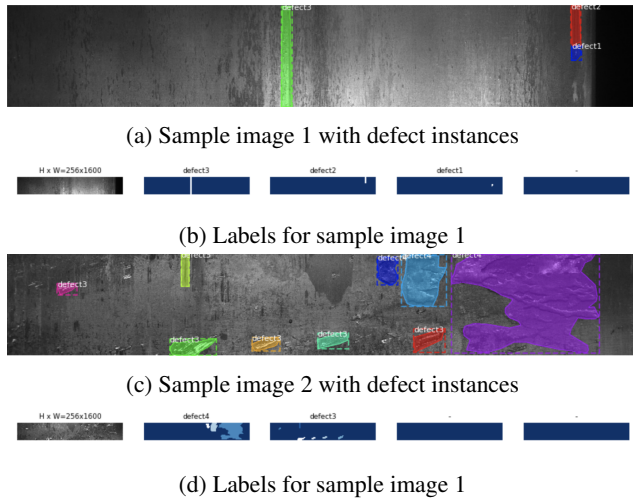 defect3 defect2
defect1
(a) Sample image 1 with defect instances
H x W=256x1600 defect3 defect2 defect1 -
(b) Labels for sample image 1
defect3 defect4 defect4
defect3
defect3 defect3 defect3 defect3
(c) Sample image 2 with defect instances
H x W=256x1600 defect4 defect3 - -
(d) Labels for sample image 1